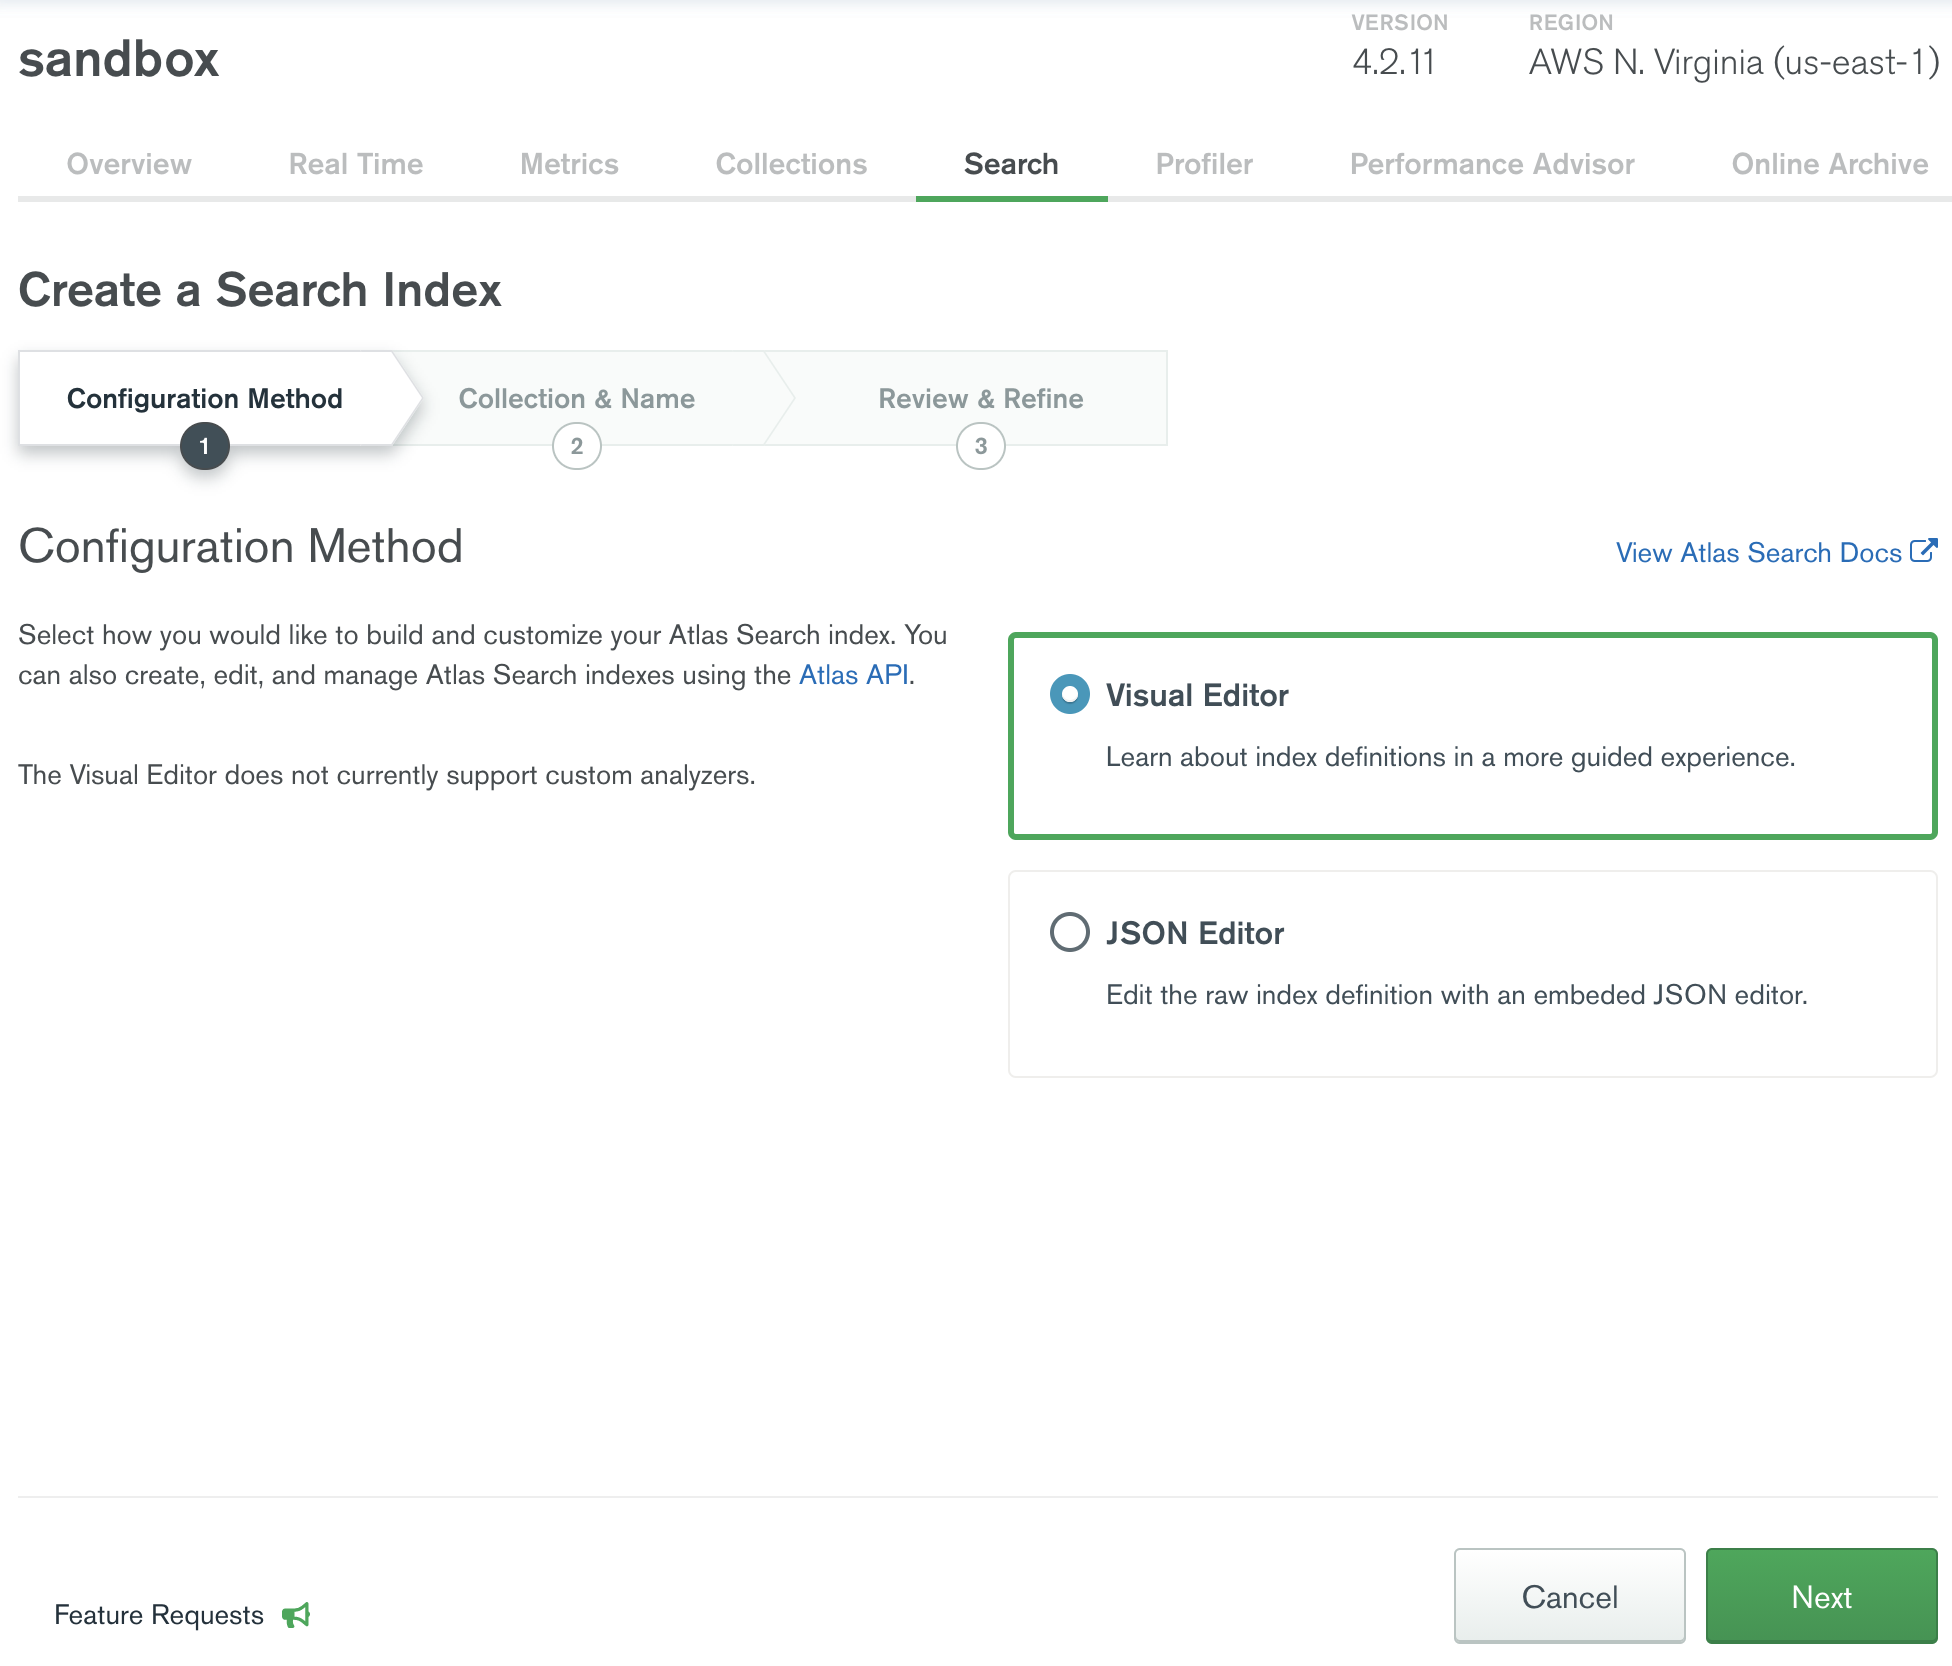 VERSION
REGION
sandbox
4.2.11
AWS N. Virginia (us-east-1)
Overview
Real Time
Metrics
Collections
Search
Profiler
Performance Advisor
Online Archive
Create a Search Index
Configuration Method
Collection & Name
Review & Refine
1
2
3
Configuration Method
View Atlas Search Docs
Select how you would like to build and customize your Atlas Search index. You
can also create, edit, and manage Atlas Search indexes using the Atlas API.
The Visual Editor does not currently support custom analyzers.
Visual Editor
Learn about index definitions in a more guided experience.
JSON Editor
Edit the raw index definition with an embeded JSON editor.
Feature Requests
Cancel
Next